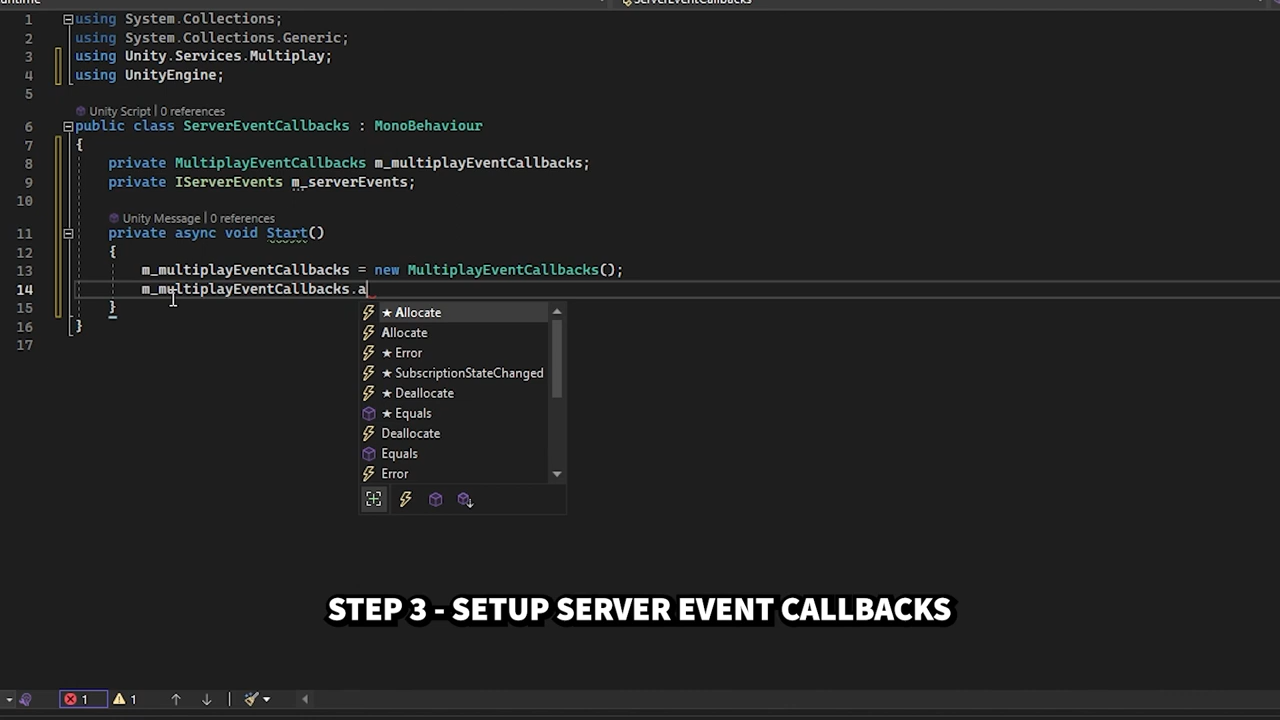 ServerEventCallbacks
1 using System.Collections;
2 using System.Collections.Generic;
3 using Unity.Services.Multiplay;
4 using UnityEngine;
5
Unity Script | 0 references
6 public class ServerEventCallbacks : MonoBehaviour
7 {
8 private MultiplayEventCallbacks m_multiplayEventCallbacks;
9 private IServerEvents m_serverEvents;
10
Unity Message | 0 references
11 private async void Start()
12 {
13 m_multiplayEventCallbacks = new MultiplayEventCallbacks();
14 m_multiplayEventCallbacks.a
15 }
16 }
17
★ Allocate
Allocate
★ Error
★ SubscriptionStateChanged
★ Deallocate
★ Equals
Deallocate
Equals
Error
STEP 3 - SETUP SERVER EVENT CALLBACKS
1 1